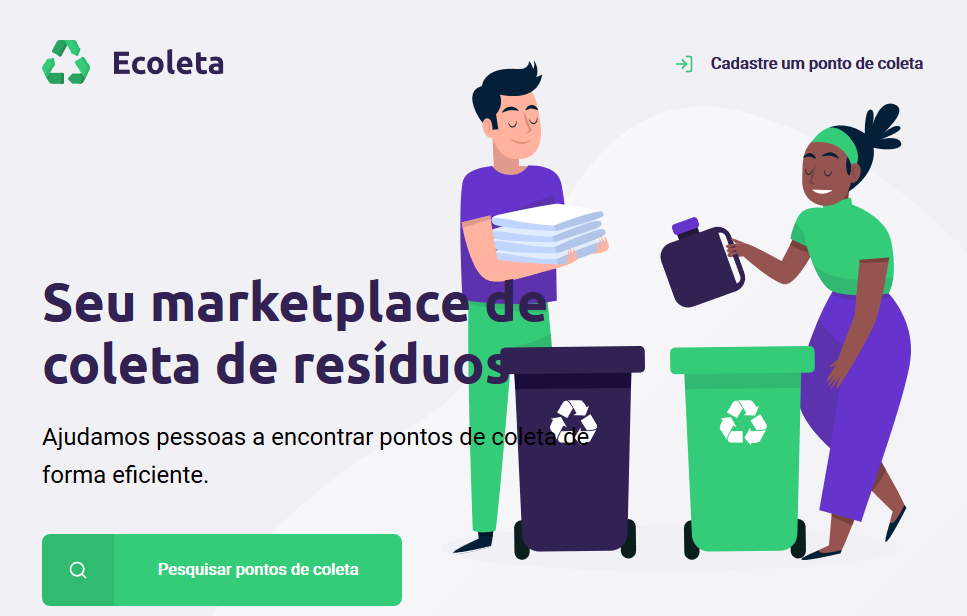 Ecoleta
Cadastre um ponto de coleta
Seu marketplace de
coleta de resíduos
Ajudamos pessoas a encontrar pontos de coleta de
forma eficiente.
Pesquisar pontos de coleta